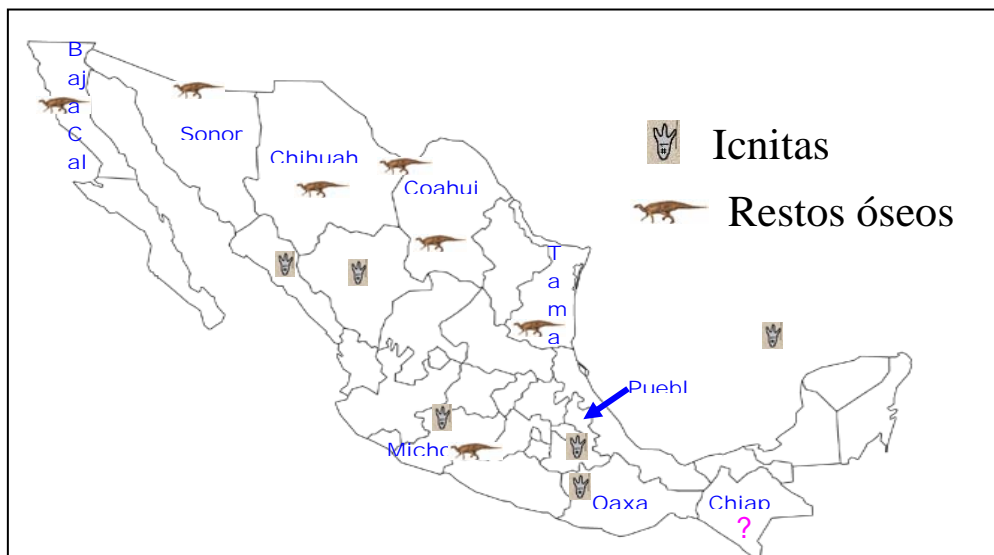 B
aj
a
C
al
Sonor
Chihuah
Coahui
Icnitas
Restos óseos
T
a
m
a
Puebl
Micho
Oaxa
Chiap
?